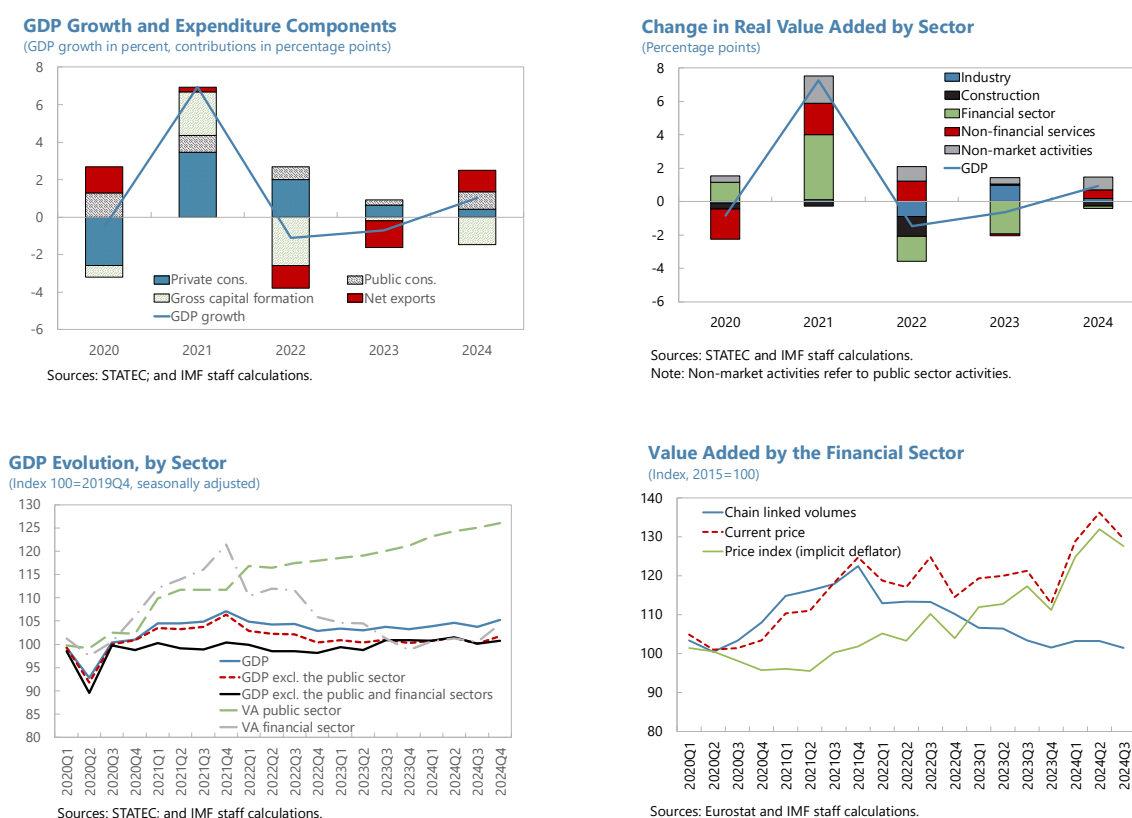 GDP Growth and Expenditure Components
(GDP growth in percent, contributions in percentage points)
8
6
4
2
0
-2
-4
-6
Private cons.
Public cons.
Gross capital formation
Net exports
GDP growth
2020
2021
2022
2023
2024
Sources: STATEC; and IMF staff calculations.
Change in Real Value Added by Sector
(Percentage points)
8
6
4
2
0
-2
-4
-6
Industry
Construction
Financial sector
Non-financial services
Non-market activities
GDP
2020
2021
2022
2023
2024
Sources: STATEC and IMF staff calculations.
Note: Non-market activities refer to public sector activities.
GDP Evolution, by Sector
(Index 100=2019Q4, seasonally adjusted)
130
125
120
115
110
105
100
95
90
85
80
GDP
GDP excl. the public sector
GDP excl. the public and financial sectors
VA public sector
VA financial sector
2020Q1
2020Q2
2020Q3
2020Q4
2021Q1
2021Q2
2021Q3
2021Q4
2022Q1
2022Q2
2022Q3
2022Q4
2023Q1
2023Q2
2023Q3
2023Q4
2024Q1
2024Q2
2024Q3
2024Q4
Sources: STATEC; and IMF staff calculations.
Value Added by the Financial Sector
(Index, 2015=100)
140
130
120
110
100
90
80
Chain linked volumes
Current price
Price index (implicit deflator)
2020Q1
2020Q2
2020Q3
2020Q4
2021Q1
2021Q2
2021Q3
2021Q4
2022Q1
2022Q2
2022Q3
2022Q4
2023Q1
2023Q2
2023Q3
2023Q4
2024Q1
2024Q2
2024Q3
Sources: Eurostat and IMF staff calculations.